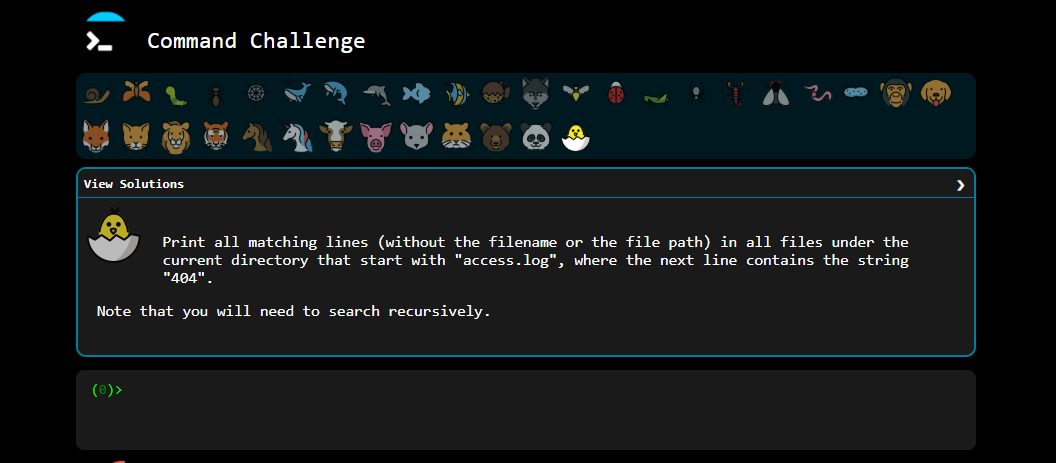 Command Challenge
View Solutions
Print all matching lines (without the filename or the file path) in all files under the
current directory that start with "access.log", where the next line contains the string
"404".
Note that you will need to search recursively.
(0)>